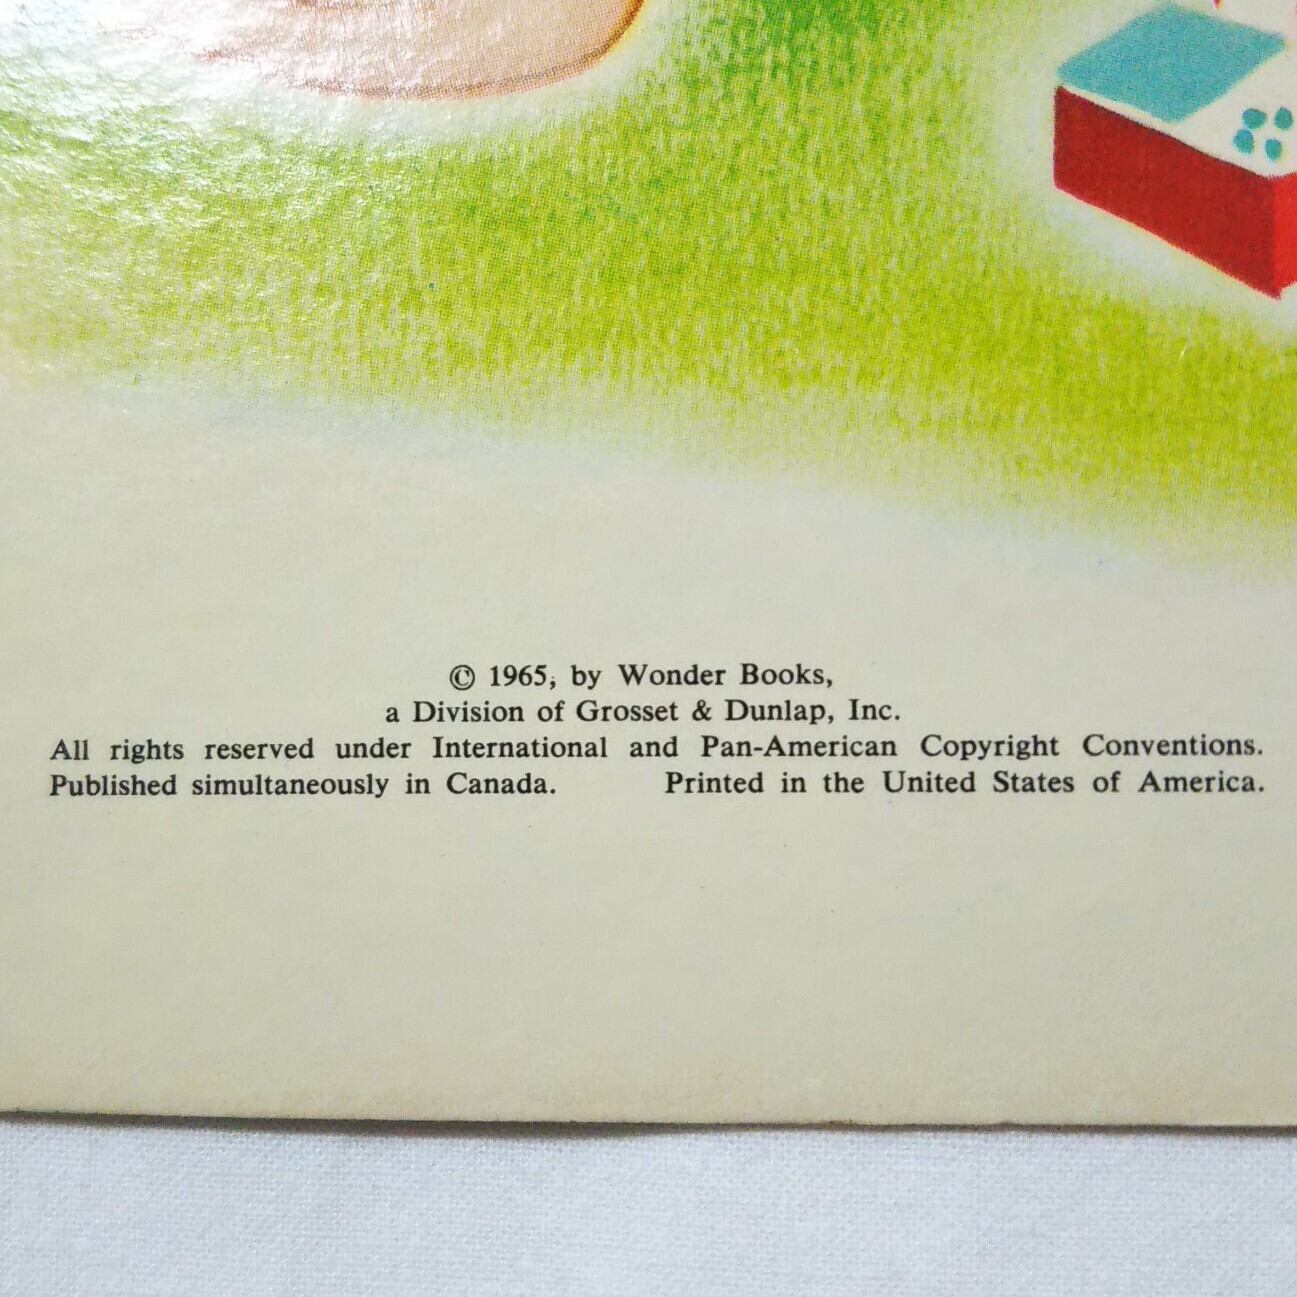 © 1965, by Wonder Books,
a Division of Grosset & Dunlap, Inc.
All rights reserved under International and Pan-American Copyright Conventions.
Published simultaneously in Canada. Printed in the United States of America.